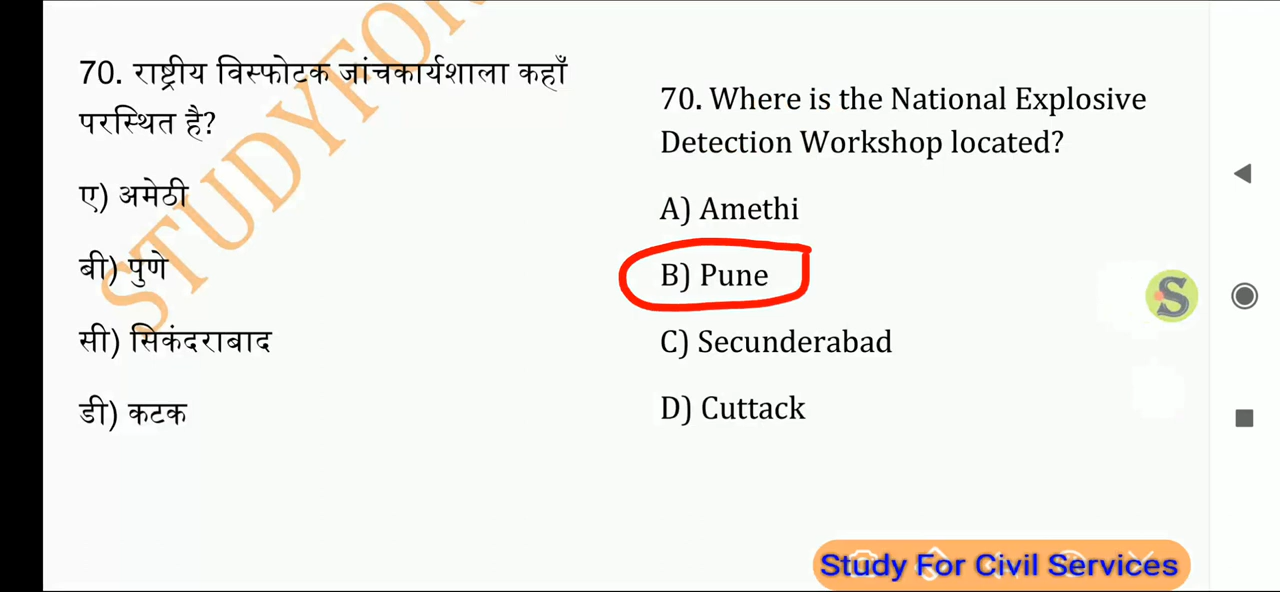 70. राष्ट्रीय विस्फोटक जांचकार्यशाला कहाँ
परस्थित है?
ए) अमेठी
बी) पुणे
सी) सिकंदराबाद
डी) कटक
70. Where is the National Explosive
Detection Workshop located?
A) Amethi
B) Pune
C) Secunderabad
D) Cuttack
STUDYFOR
S
Study For Civil Services